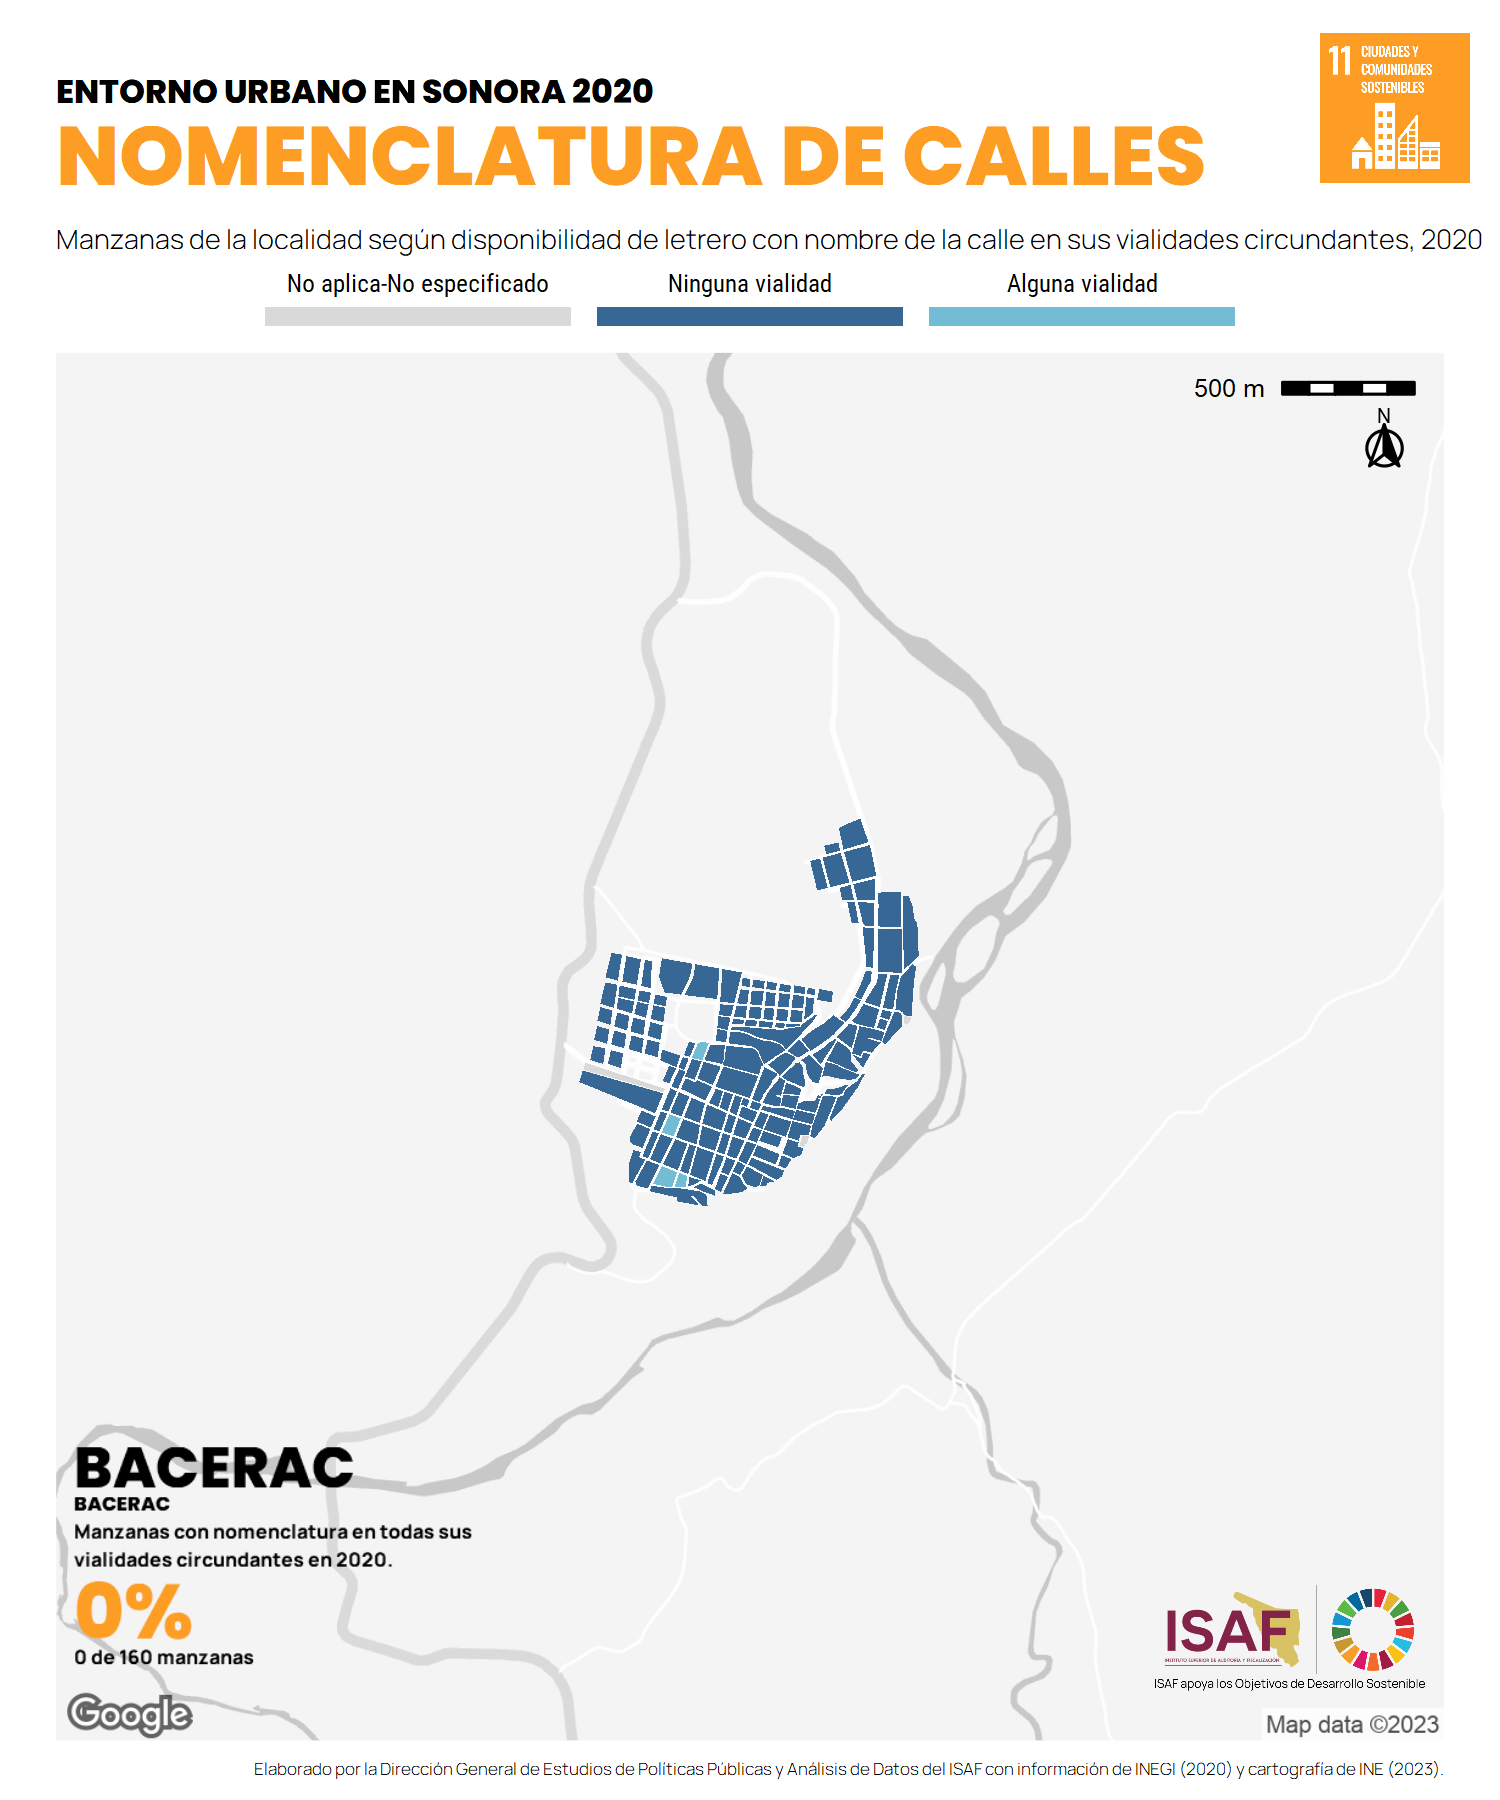 ENTORNO URBANO EN SONORA 2020
NOMENCLATURA DE CALLES
11 CIUDADES Y
COMUNIDADES
SOSTENIBLES
Manzanas de la localidad según disponibilidad de letrero con nombre de la calle en sus vialidades circundantes, 2020
No aplica-No especificado
Ninguna vialidad
Alguna vialidad
500 m
N
BACERAC
BACERAC
Manzanas con nomenclatura en todas sus
vialidades circundantes en 2020.
0%
0 de 160 manzanas
Google
ISAF
INSTITUTO SUPERIOR DE AUDITORÍA Y FISCALIZACIÓN
ISAF apoya los Objetivos de Desarrollo Sostenible
Map data ©2023
Elaborado por la Dirección General de Estudios de Políticas Públicas y Análisis de Datos del ISAF con información de INEGI (2020) y cartografía de INE (2023).